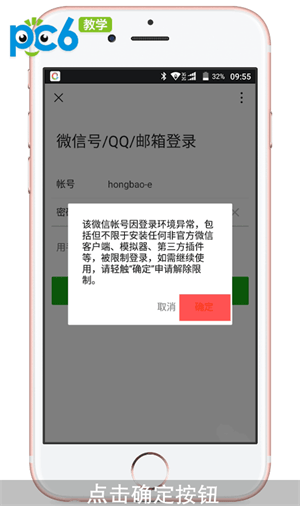 pc6
教学
09:55
微信号/QQ/邮箱登录
帐号 hongbao-e
密
用
该微信帐号因登录环境异常，包
括但不限于安装任何非官方微信
客户端、模拟器、第三方插件
等，被限制登录，如需继续使
用，请轻触“确定”申请解除限
制。
取消 确定
点击确定按钮